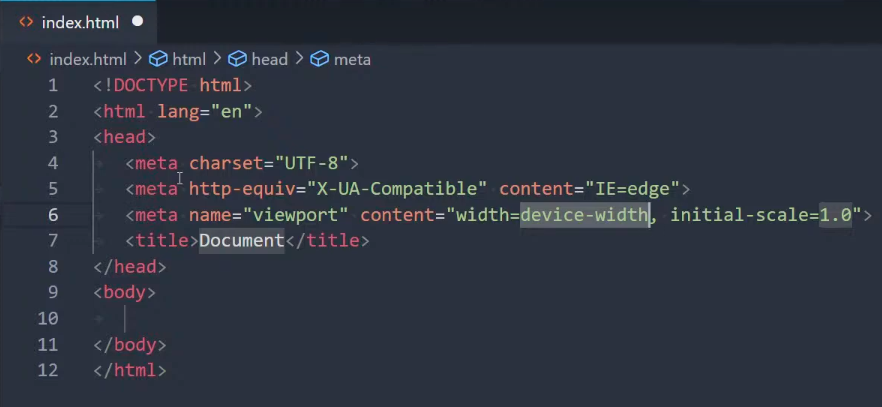 index.html
index.html > html > head > meta
1 <!DOCTYPE html>
2 <html lang="en">
3 <head>
4 <meta charset="UTF-8">
5 <meta http-equiv="X-UA-Compatible" content="IE=edge">
6 <meta name="viewport" content="width=device-width, initial-scale=1.0">
7 <title>Document</title>
8 </head>
9 <body>
10
11 </body>
12 </html>